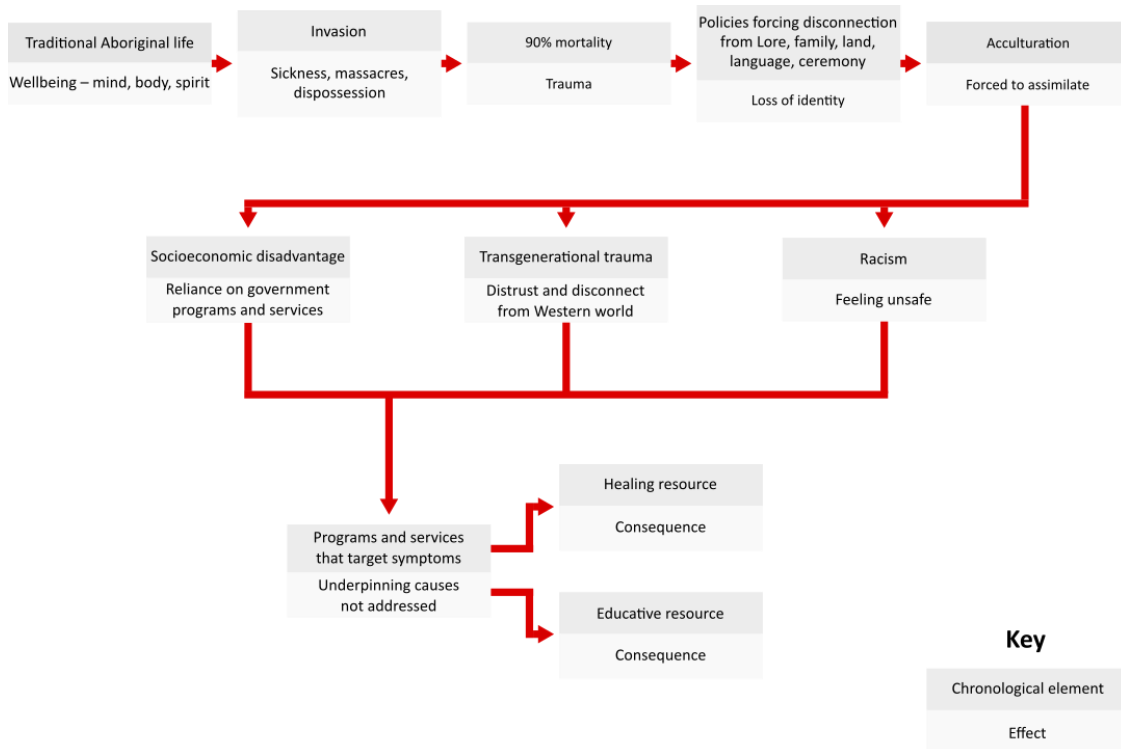 Traditional Aboriginal life
Wellbeing – mind, body, spirit
Invasion
Sickness, massacres,
dispossession
90% mortality
Trauma
Policies forcing disconnection
from Lore, family, land,
language, ceremony
Loss of identity
Acculturation
Forced to assimilate
Socioeconomic disadvantage
Reliance on government
programs and services
Transgenerational trauma
Distrust and disconnect
from Western world
Racism
Feeling unsafe
Programs and services
that target symptoms
Underpinning causes
not addressed
Healing resource
Consequence
Educative resource
Consequence
Key
Chronological element
Effect